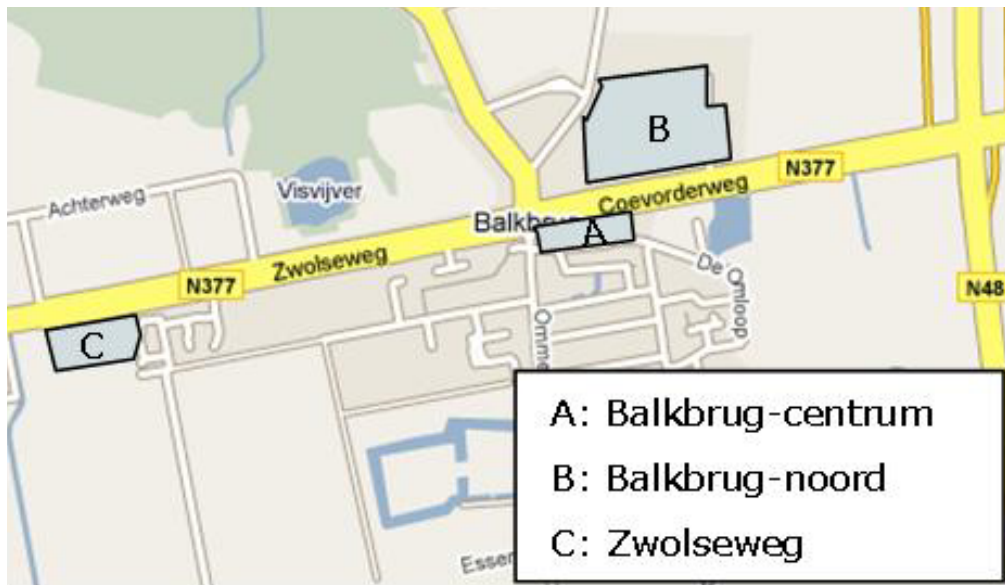 B
N377
Achterweg
Visvijver
Coevorderweg
A
Zwolseweg
De Omloop
N377
N48
C
A: Balkbrug-centrum
B: Balkbrug-noord
C: Zwolseweg